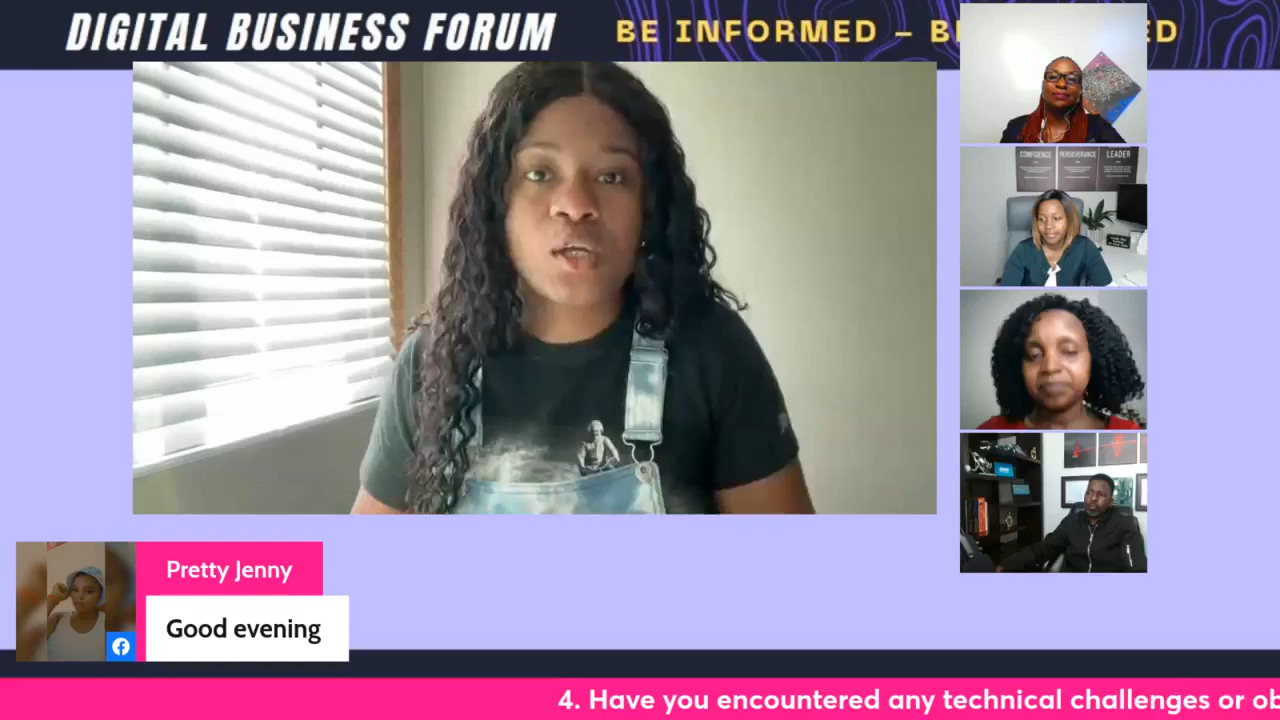 DIGITAL BUSINESS FORUM
BE INFORMED –
ED
CONFIDENCE
PERSEVERANCE
LEADER
Pretty Jenny
Good evening
4. Have you encountered any technical challenges or ob